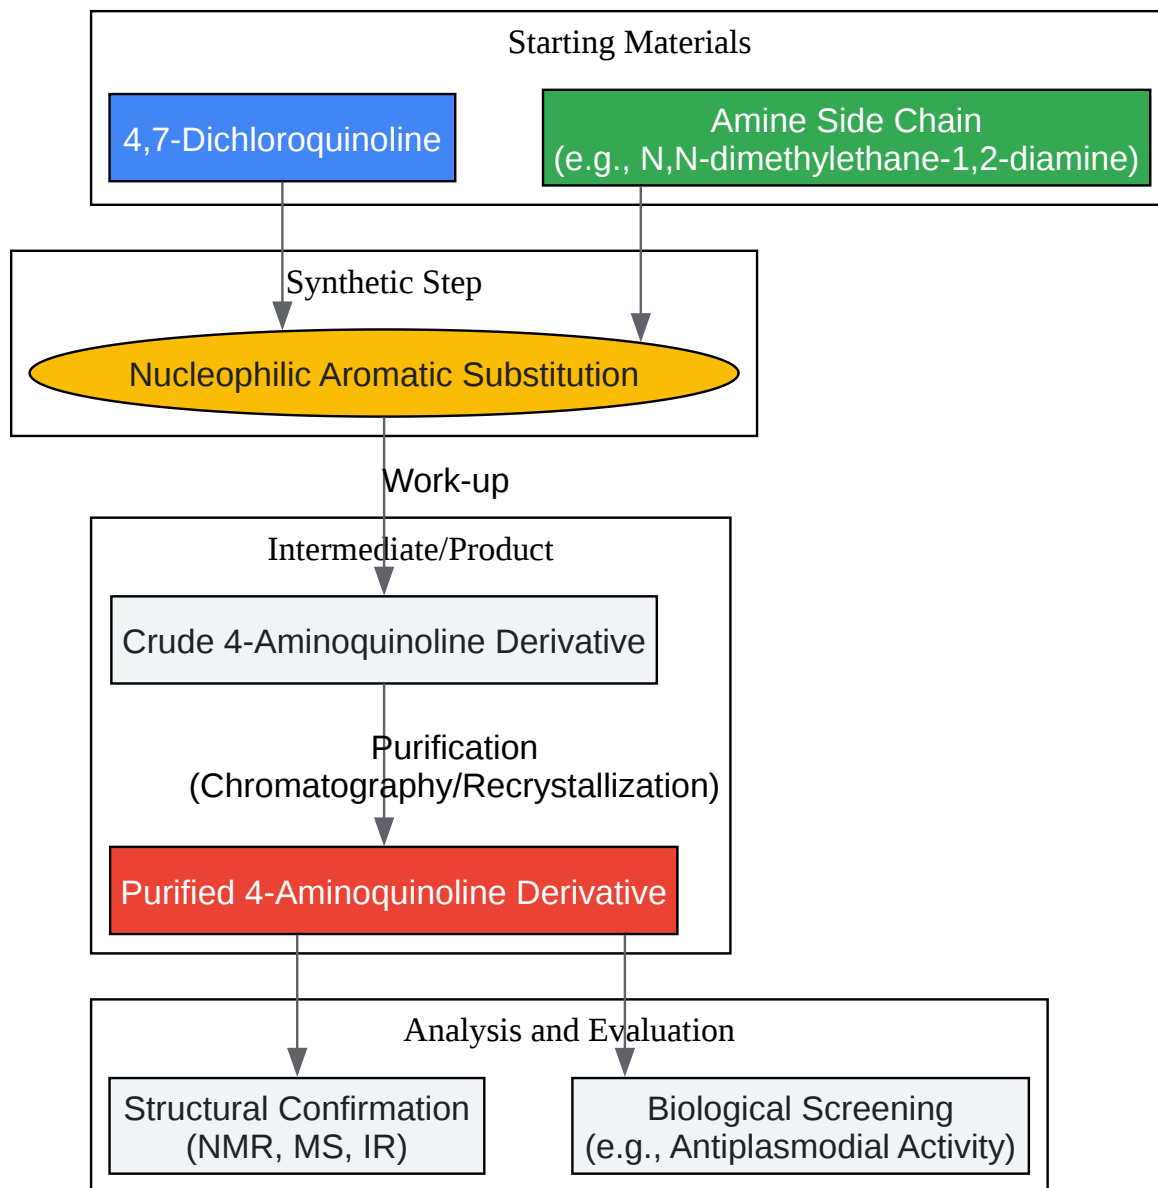 Starting Materials
4,7-Dichloroquinoline
Amine Side Chain
(e.g., N,N-dimethylethane-1,2-diamine)
Synthetic Step
Nucleophilic Aromatic Substitution
Work-up
Intermediate/Product
Crude 4-Aminoquinoline Derivative
Purification
(Chromatography/Recrystallization)
Purified 4-Aminoquinoline Derivative
Analysis and Evaluation
Structural Confirmation
(NMR, MS, IR)
Biological Screening
(e.g., Antiplasmodial Activity)